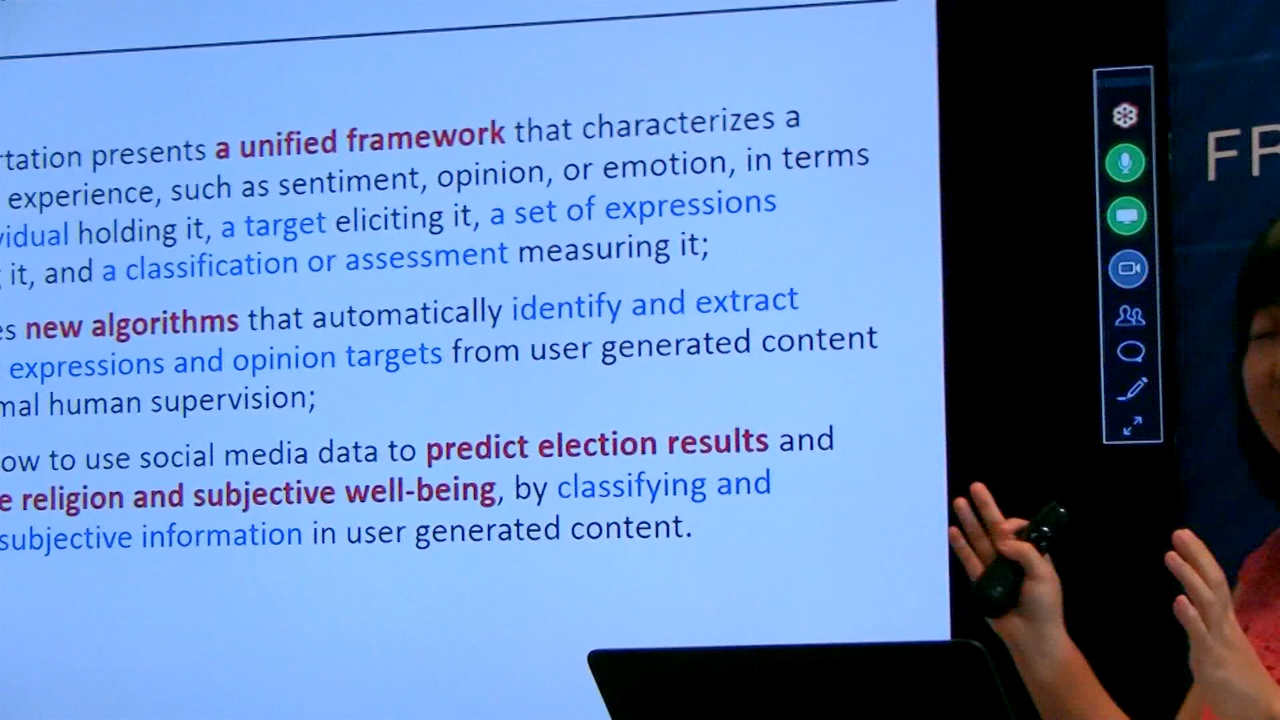 rtation presents a unified framework that characterizes a
experience, such as sentiment, opinion, or emotion, in terms
vidual holding it, a target eliciting it, a set of expressions
it, and a classification or assessment measuring it;
es new algorithms that automatically identify and extract
expressions and opinion targets from user generated content
mal human supervision;
ow to use social media data to predict election results and
e religion and subjective well-being, by classifying and
subjective information in user generated content.
FR